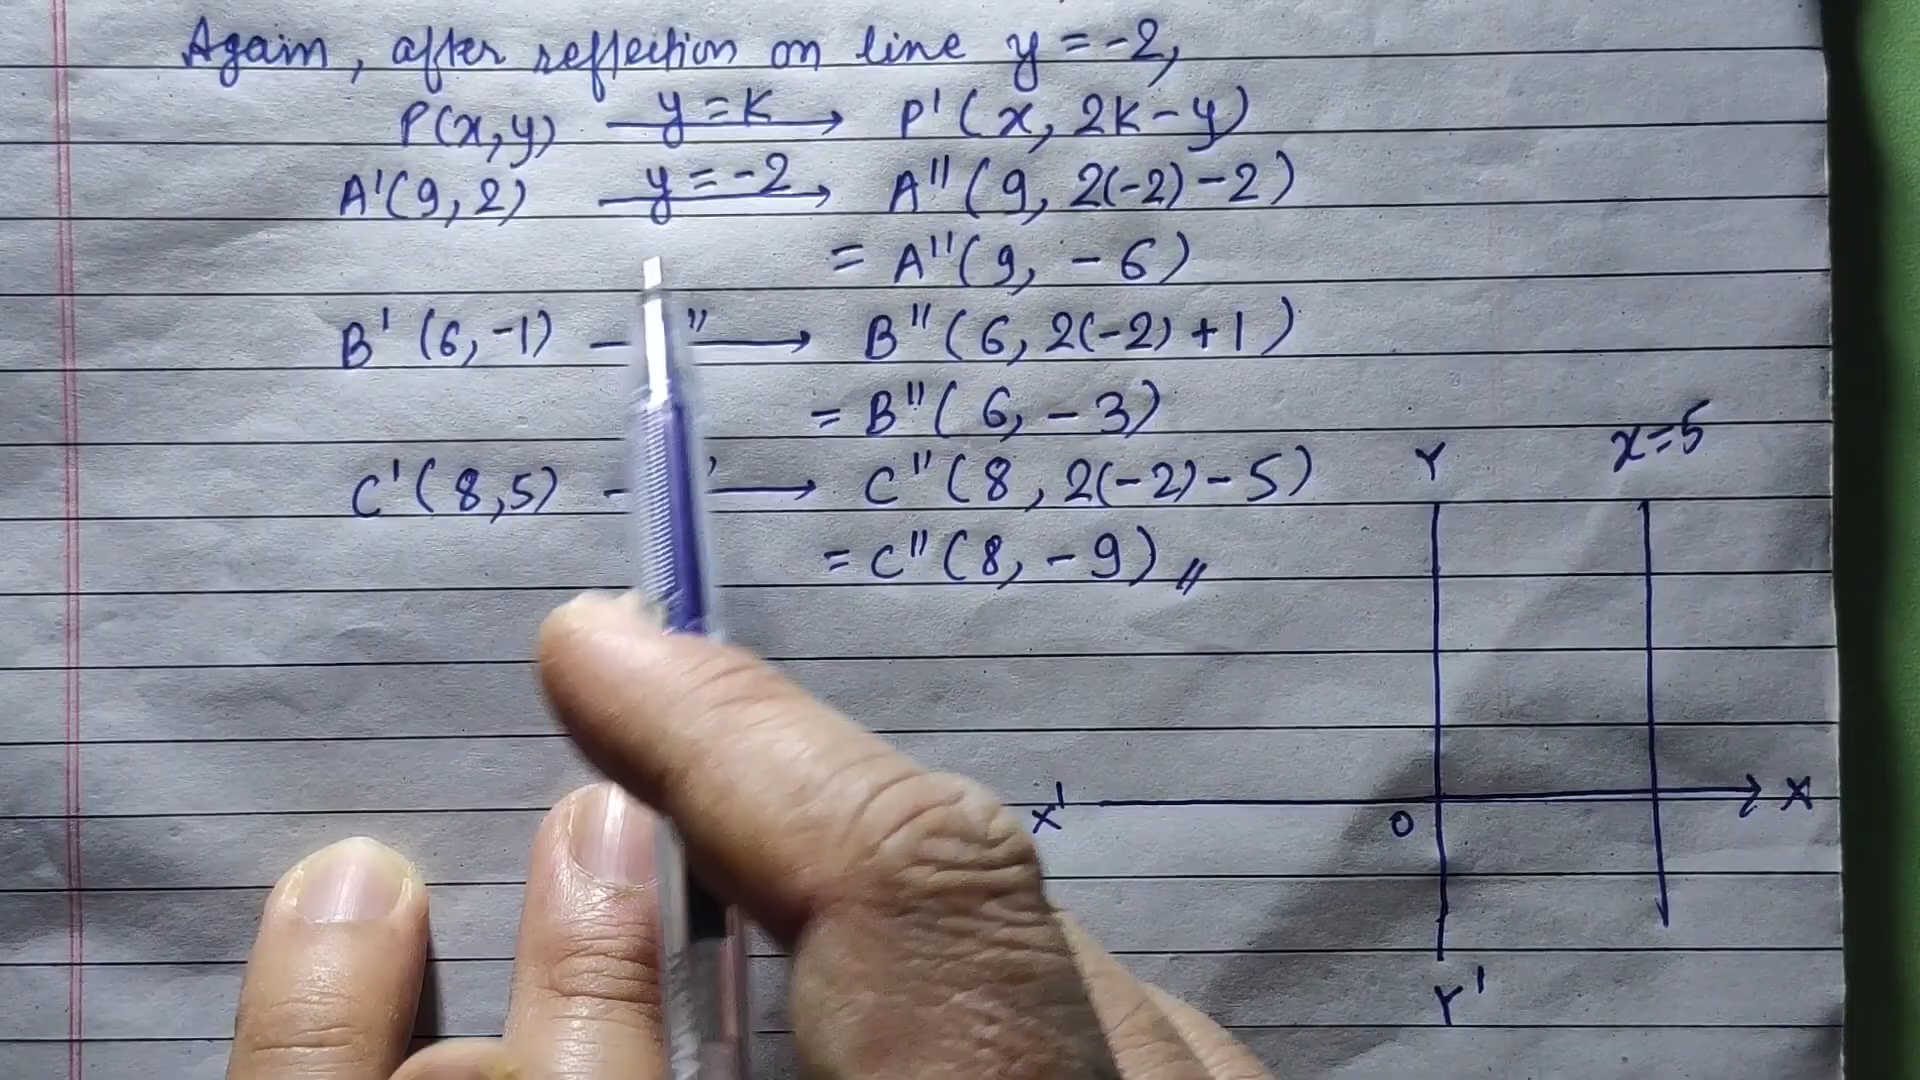 Again, after reflection on line y = -2,
P(x, y) y = K → P'(x, 2K - y)
A'(9, 2) y = -2 → A''(9, 2(-2) - 2)
= A''(9, -6)
B'(6, -1) — '' → B''(6, 2(-2) + 1)
= B''(6, -3)
C'(8, 5) — → C''(8, 2(-2) - 5)
= C''(8, -9)
Y
x = 5
X'
O
X
Y'